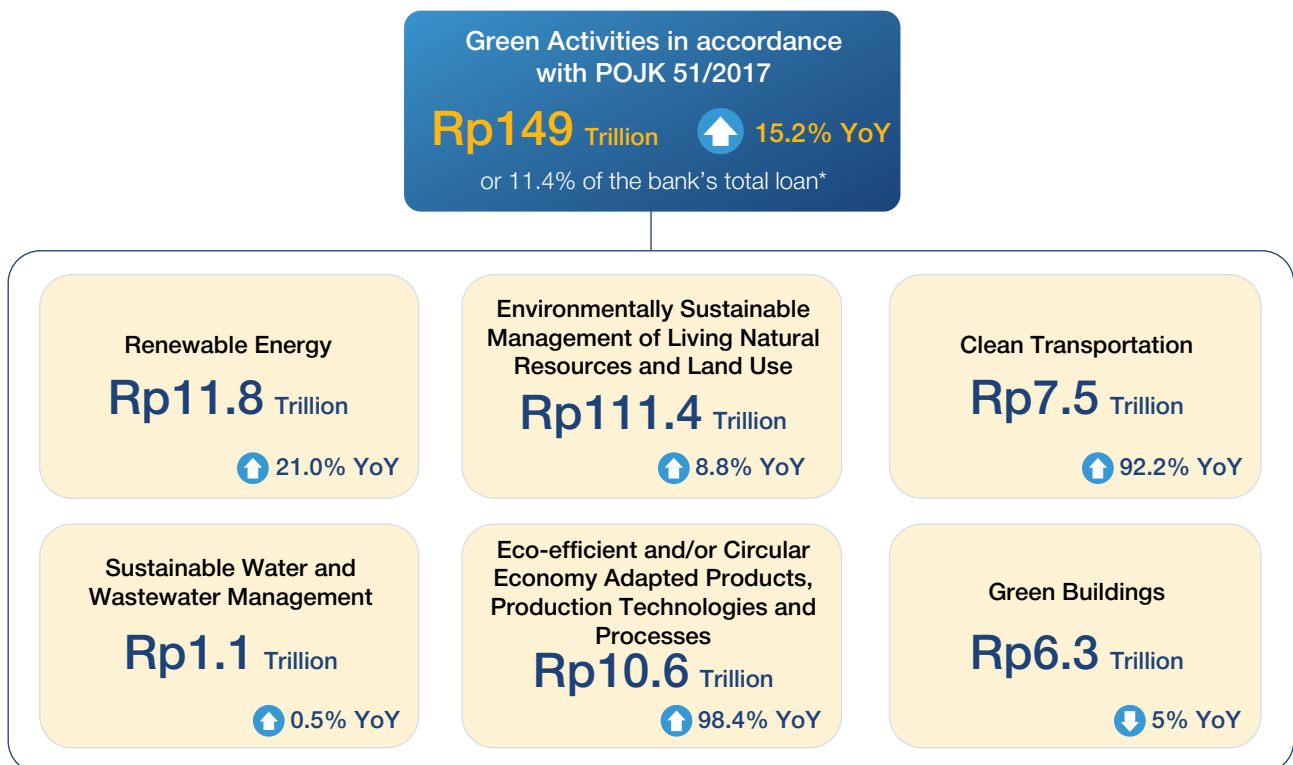 Green Activities in accordance
with POJK 51/2017
Rp149 Trillion 15.2% YoY
or 11.4% of the bank's total loan*
Renewable Energy
Rp11.8 Trillion
21.0% YoY
Environmentally Sustainable
Management of Living Natural
Resources and Land Use
Rp111.4 Trillion
8.8% YoY
Clean Transportation
Rp7.5 Trillion
92.2% YoY
Sustainable Water and
Wastewater Management
Rp1.1 Trillion
0.5% YoY
Eco-efficient and/or Circular
Economy Adapted Products,
Production Technologies and
Processes
Rp10.6 Trillion
98.4% YoY
Green Buildings
Rp6.3 Trillion
5% YoY